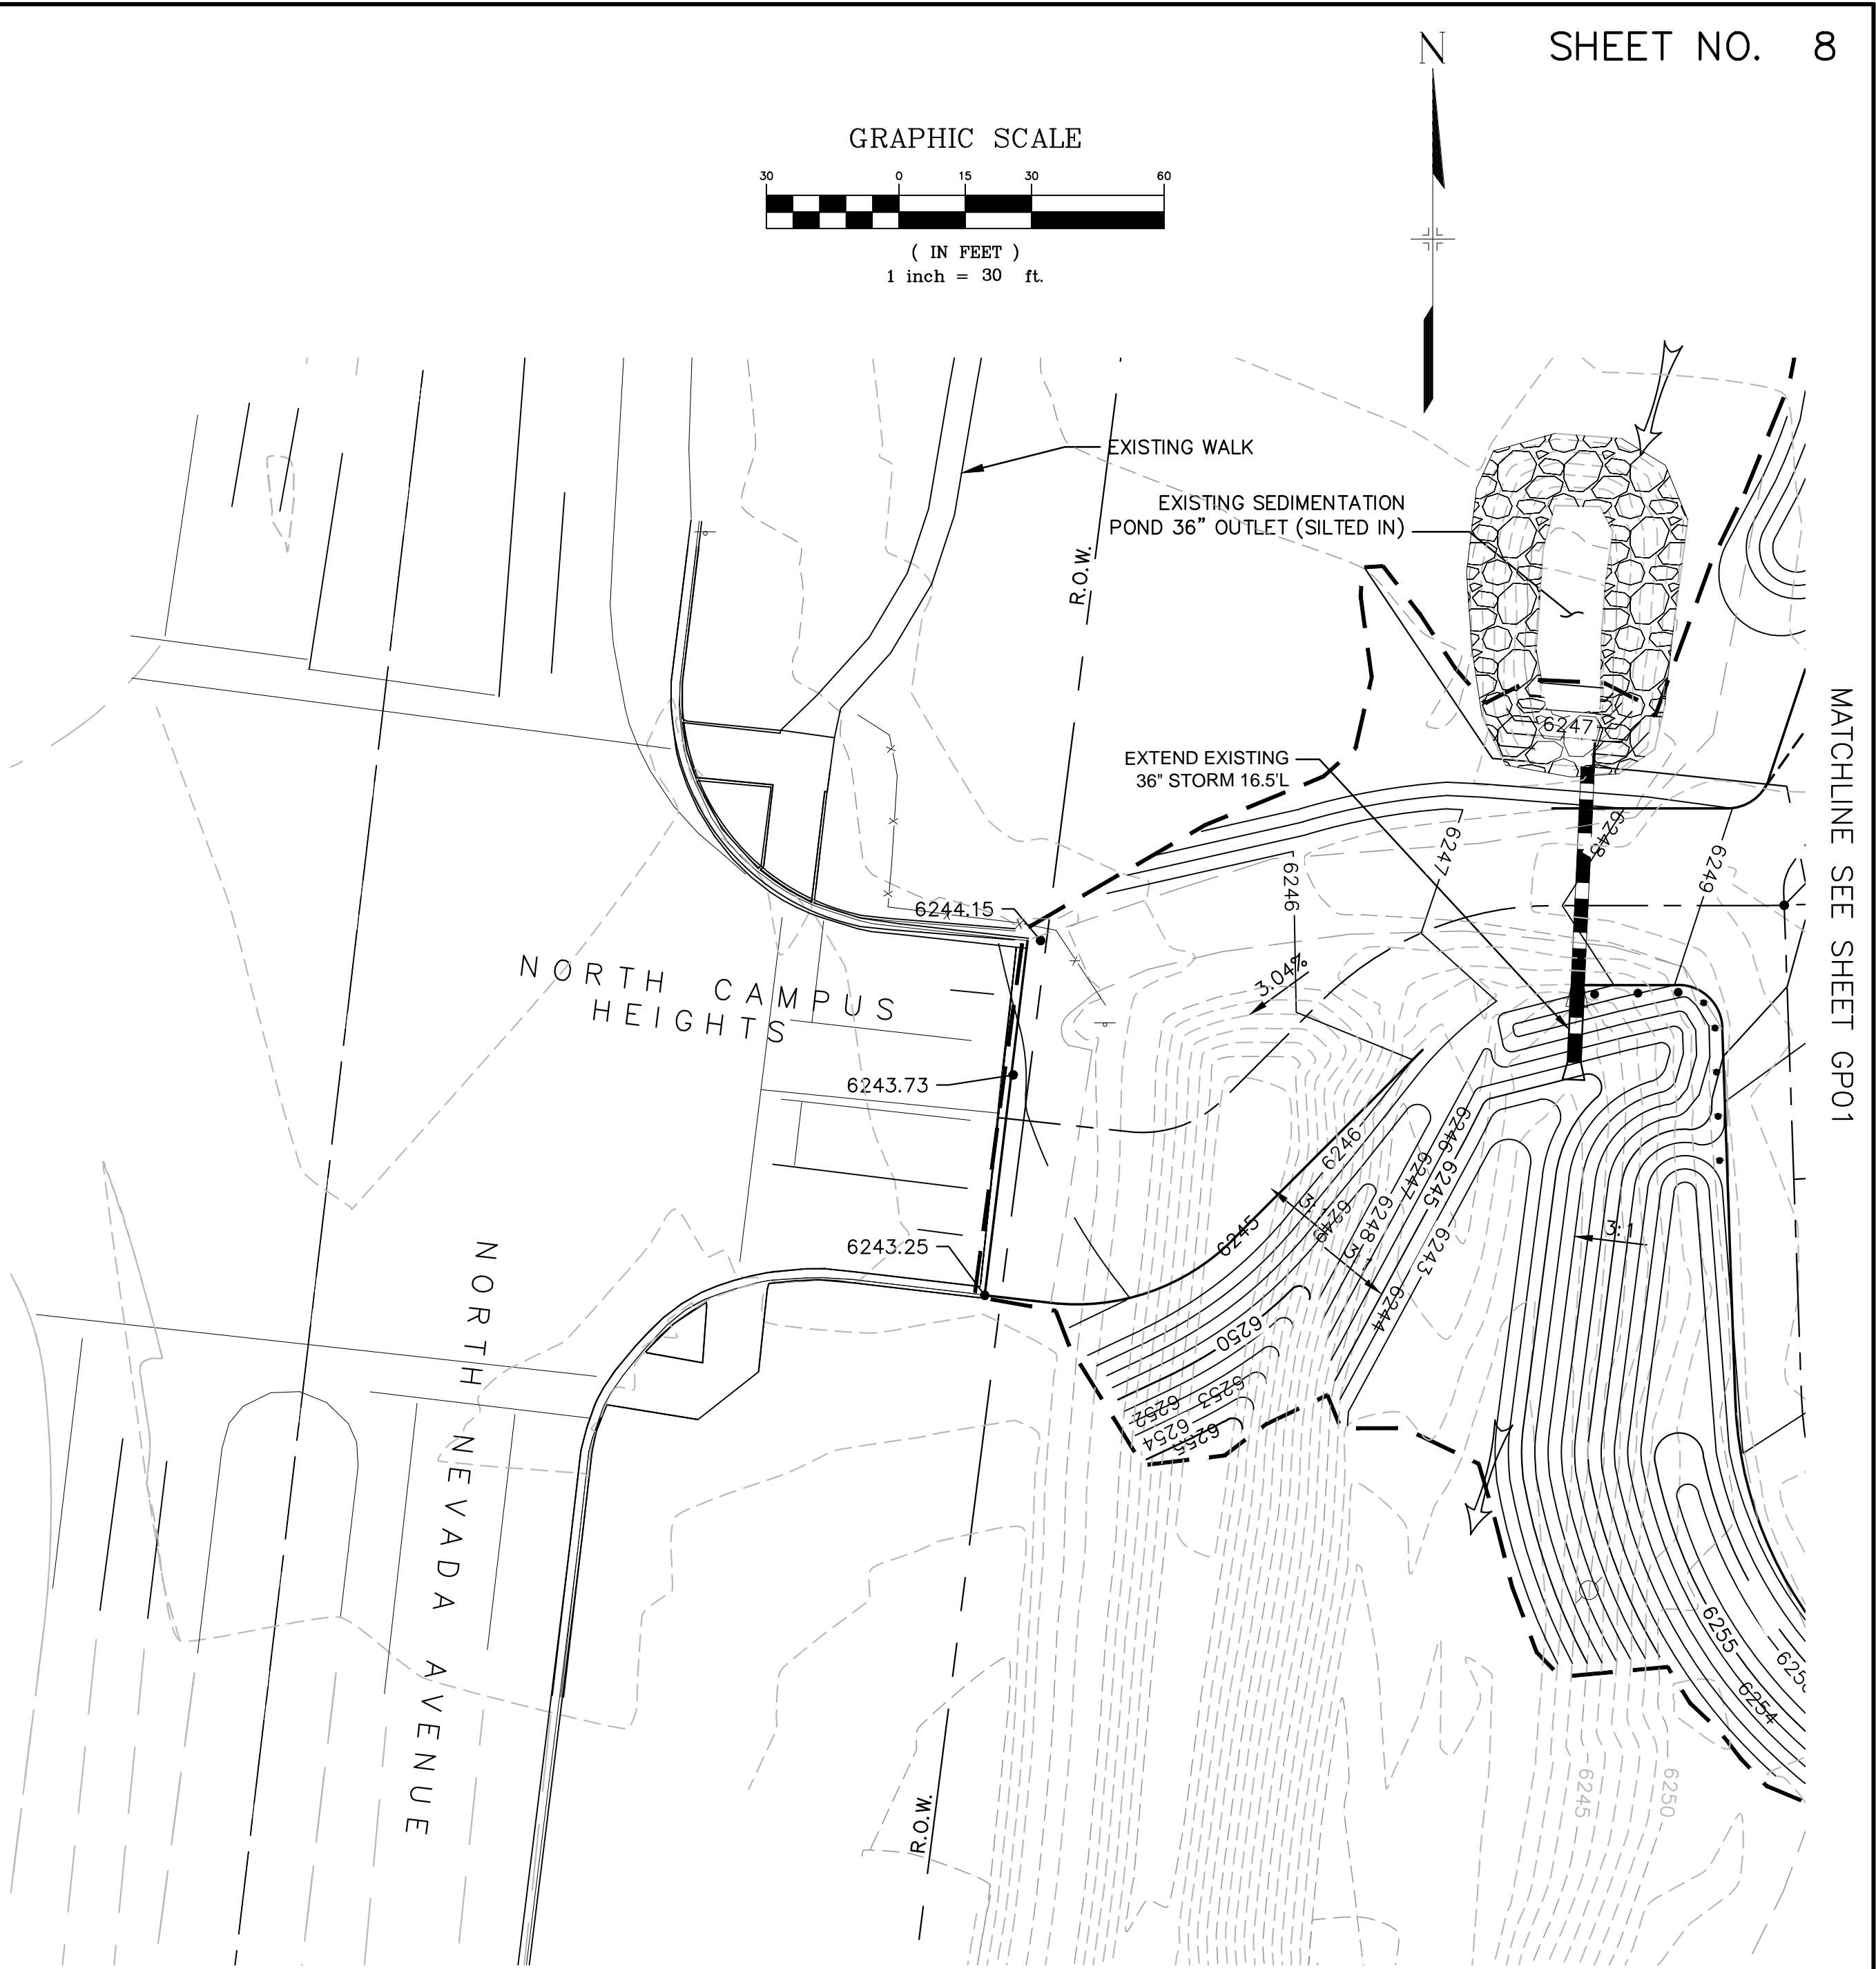 SHEET NO. 8
N
GRAPHIC SCALE
30 0 15 30 60
( IN FEET )
1 inch = 30 ft.
EXISTING WALK
EXISTING SEDIMENTATION
POND 36" OUTLET (SILTED IN)
R.O.W.
6247
EXTEND EXISTING
36" STORM 16.5'L
MATCHLINE SEE SHEET GP01
6248
6247
6249
6246
6244.15
3.04%
NORTH CAMPUS
HEIGHTS
6243.73
6246
6246
6245
6247
6243.25
6245
6249
6248
6243
3:1
6244
NORTH NEVADA AVENUE
6250
6253
6252
6254
6255
6255
6254
6245
6250
R.O.W.